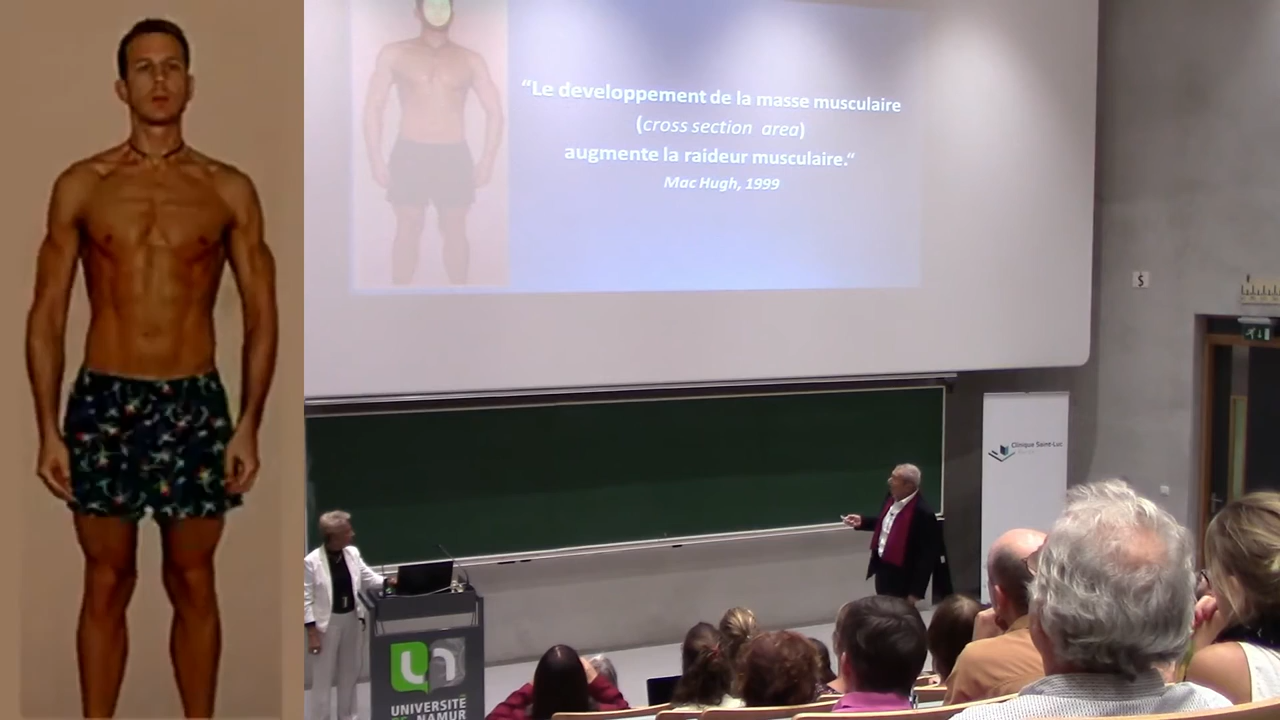 “Le developpement de la masse musculaire
(cross section area)
augmente la raideur musculaire.“
Mac Hugh, 1999
S
Clinique Saint-Luc
UNIVERSITÉ
DE NAMUR